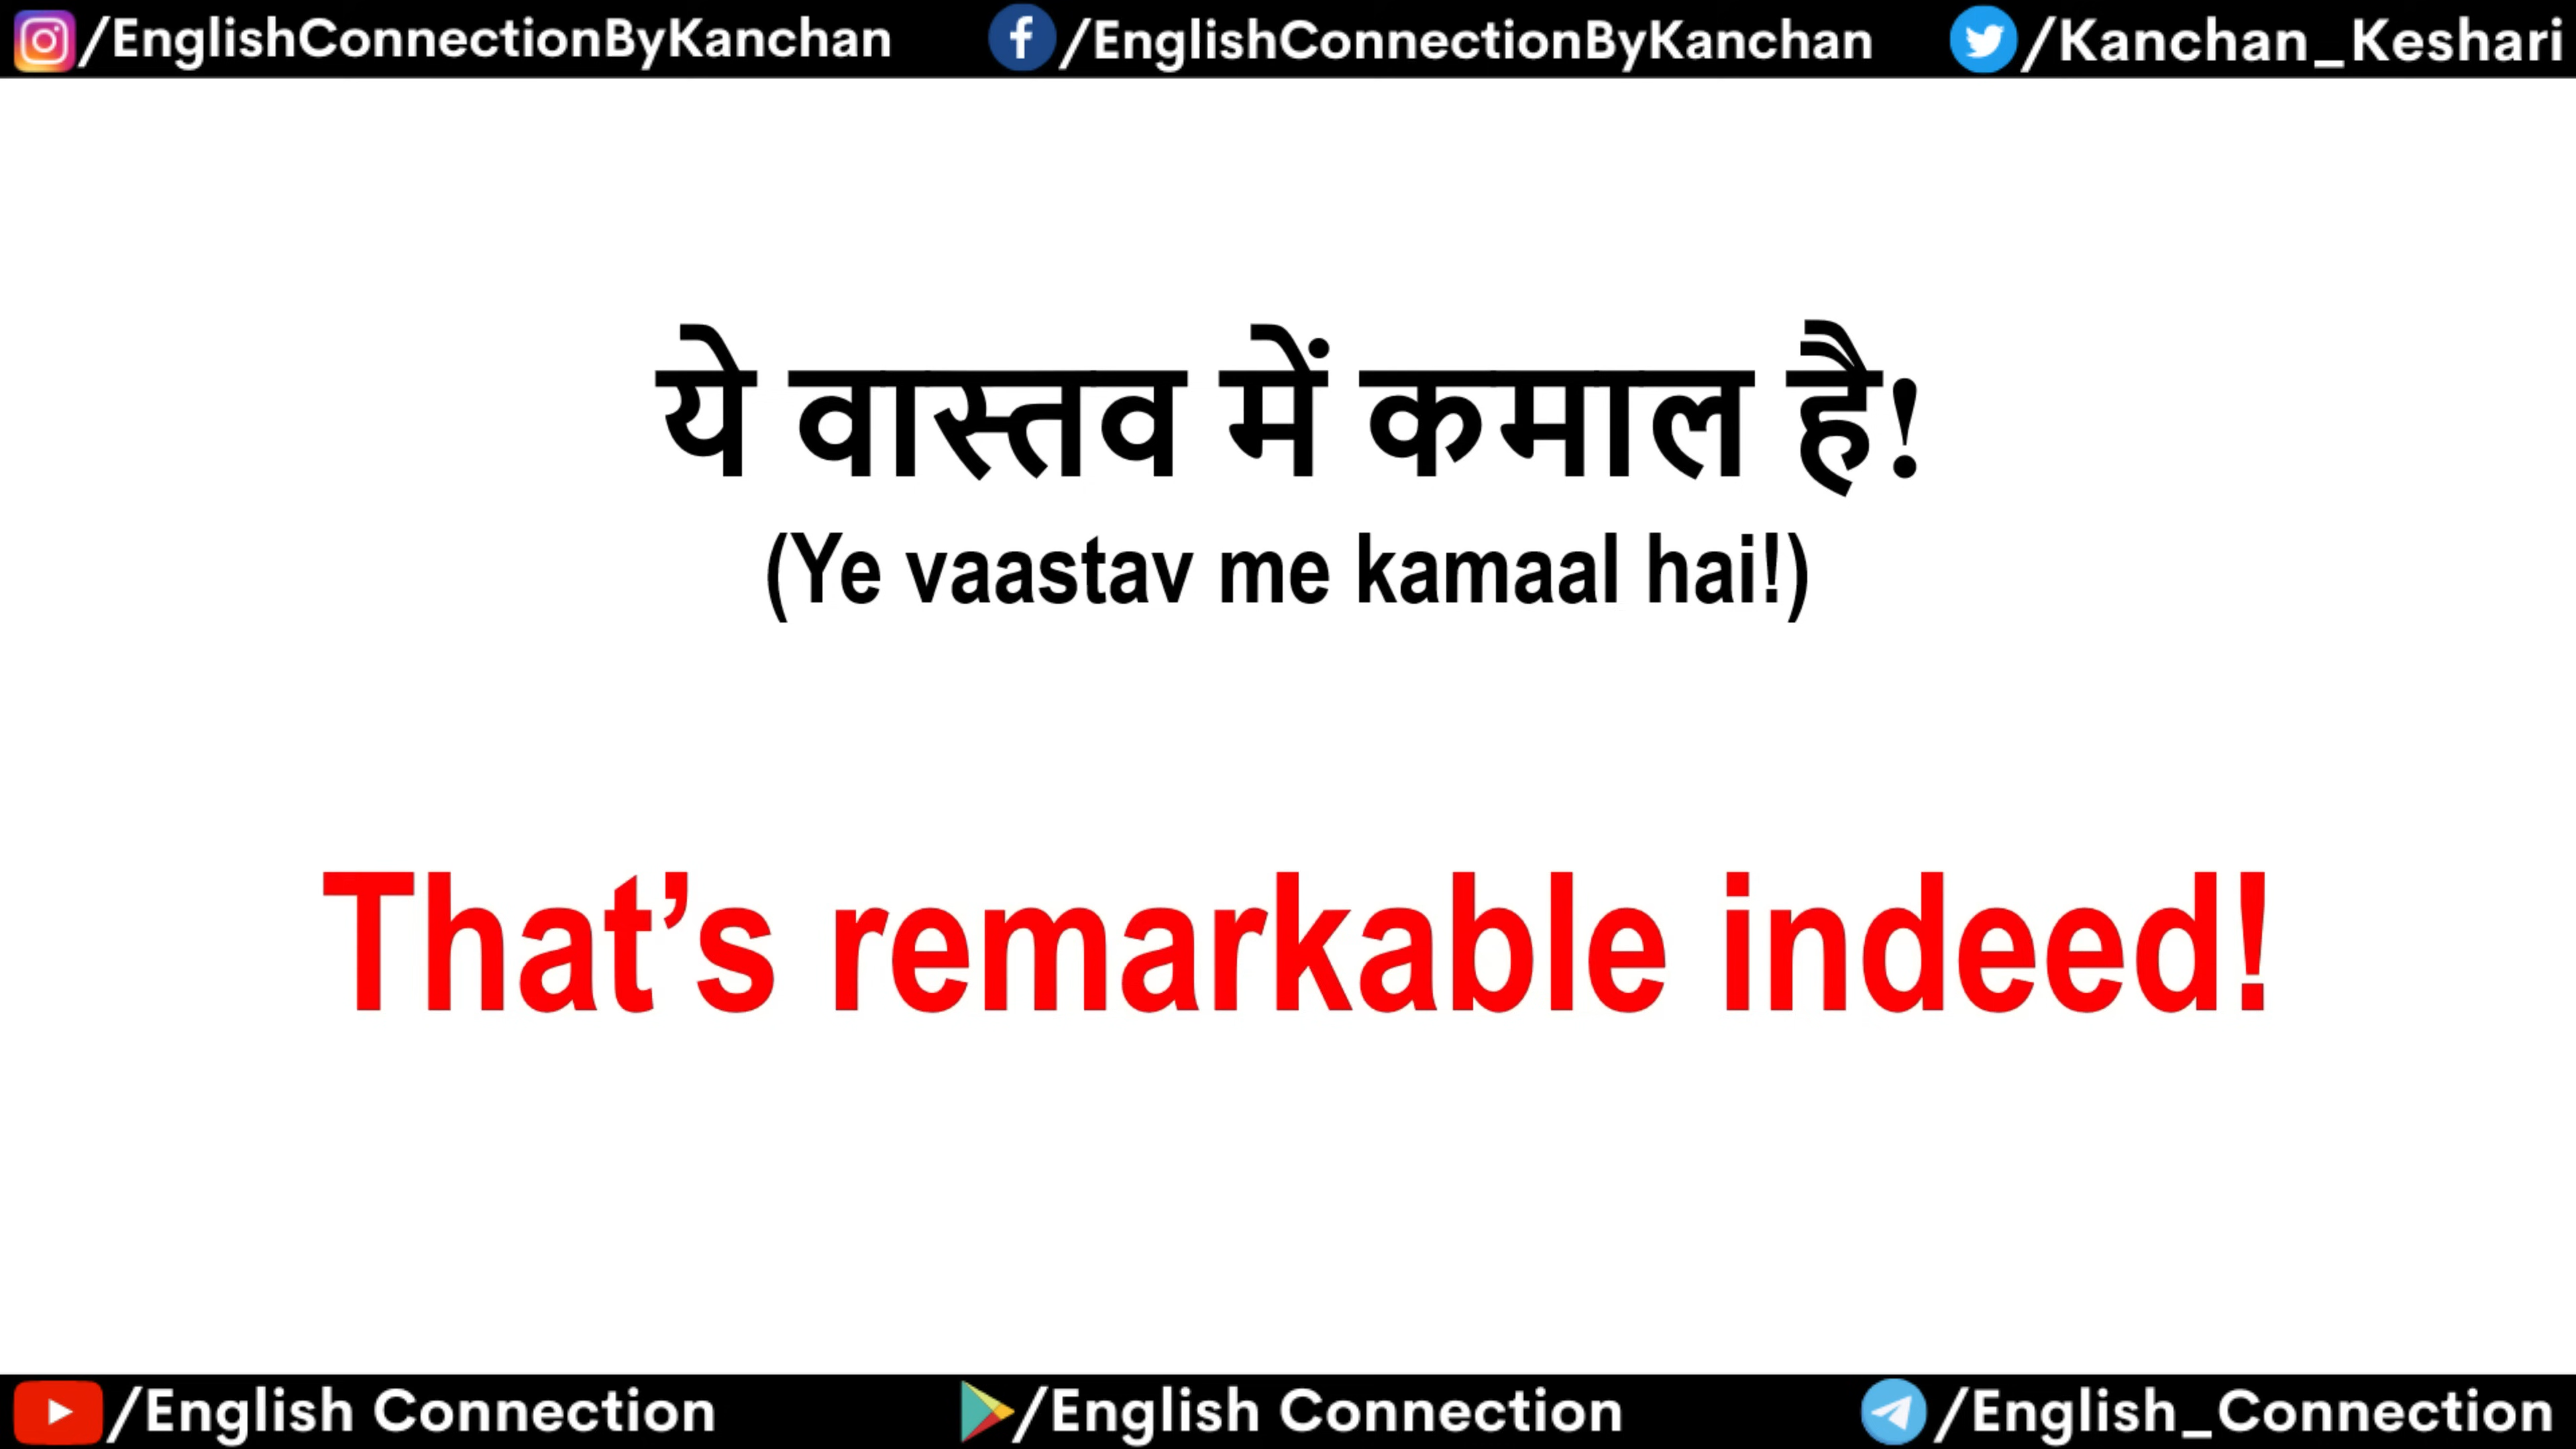 /EnglishConnectionByKanchan /EnglishConnectionByKanchan /Kanchan_Keshari
ये वास्तव में कमाल है!
(Ye vaastav me kamaal hai!)
That’s remarkable indeed!
/English Connection /English Connection /English_Connection